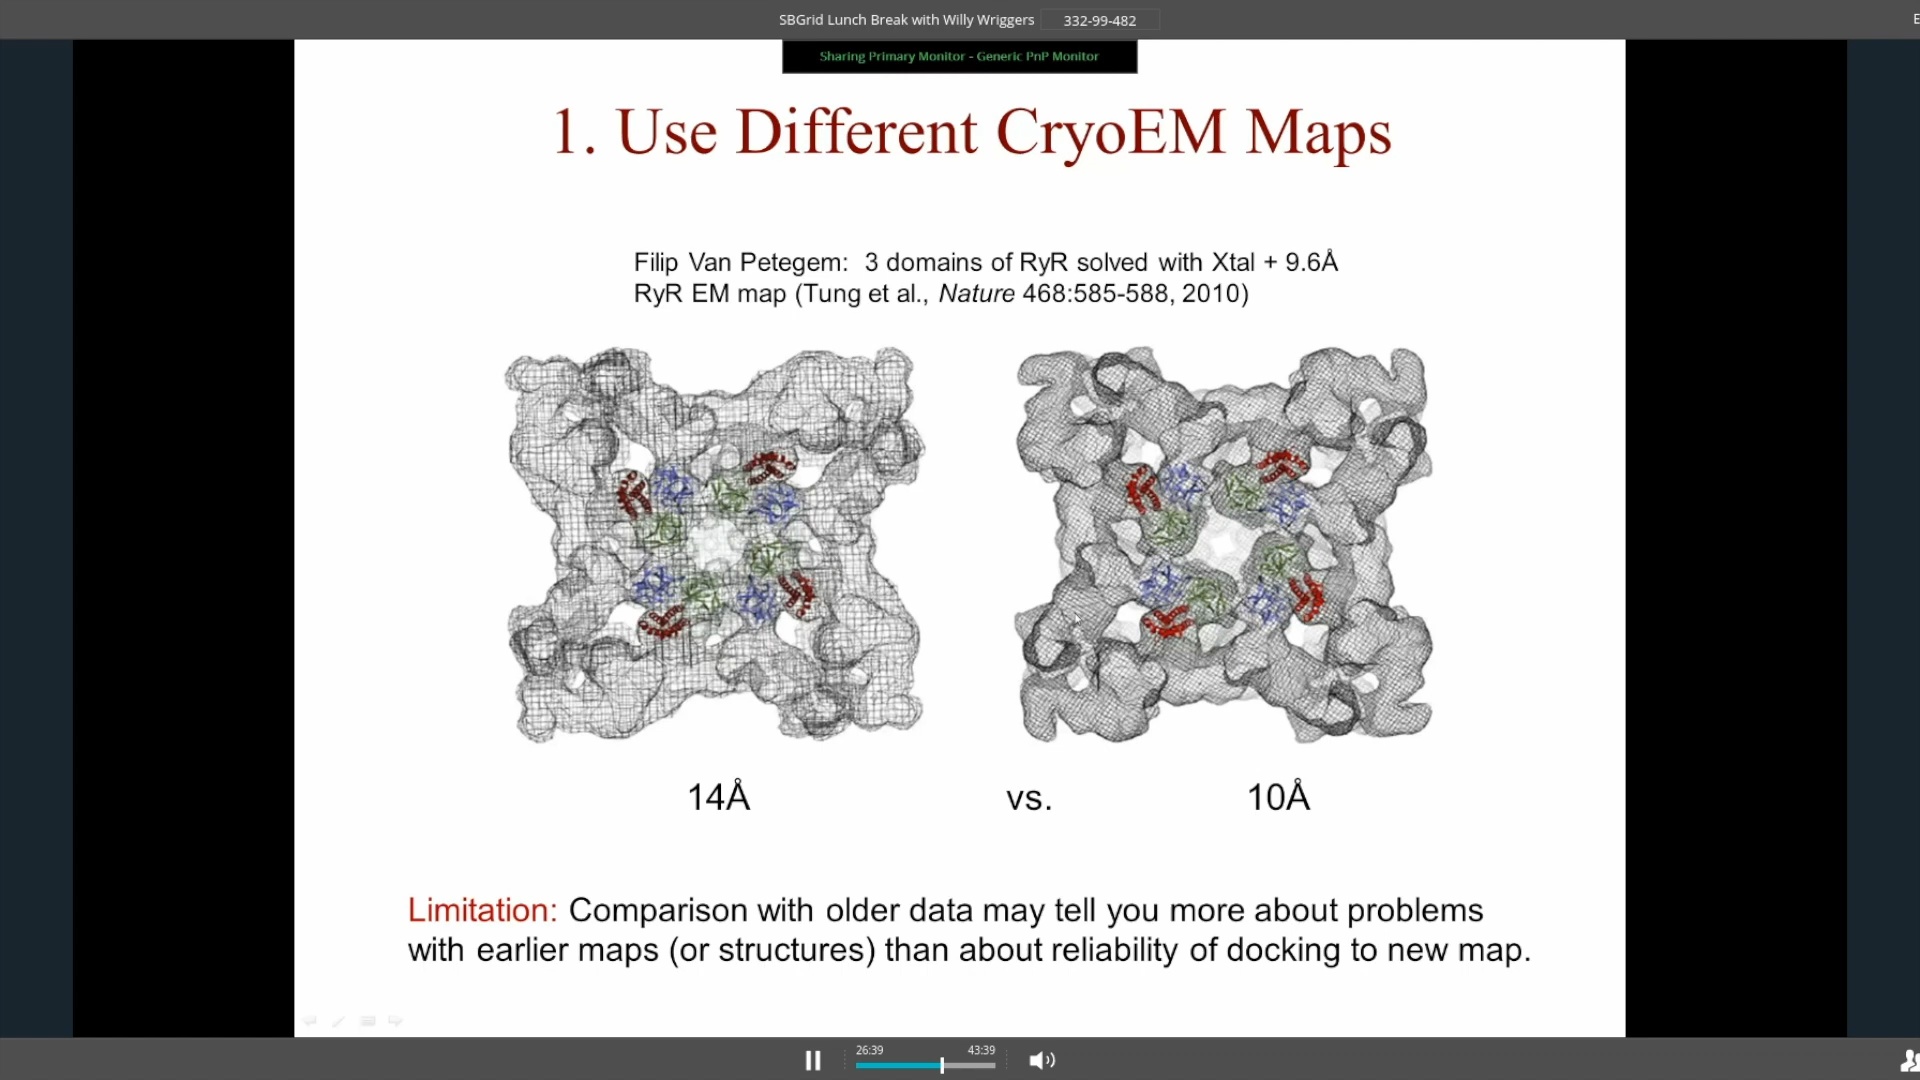 SBGrid Lunch Break with Willy Wriggers 332-99-482
E
Sharing Primary Monitor - Generic PnP Monitor
1. Use Different CryoEM Maps
Filip Van Petegem: 3 domains of RyR solved with Xtal + 9.6Å
RyR EM map (Tung et al., Nature 468:585-588, 2010)
14Å vs. 10Å
Limitation: Comparison with older data may tell you more about problems
with earlier maps (or structures) than about reliability of docking to new map.
26:39 43:39